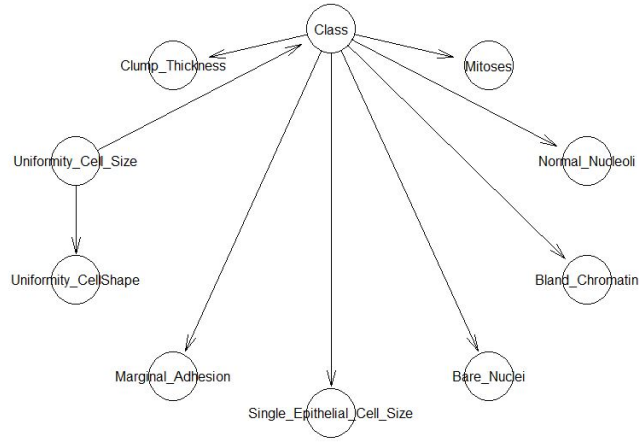 Class
Clump_Thickness
Mitoses
Uniformity_Cell_Size
Normal_Nucleoli
Uniformity_CellShape
Bland_Chromatin
Marginal_Adhesion
Bare_Nuclei
Single_Epithelial_Cell_Size